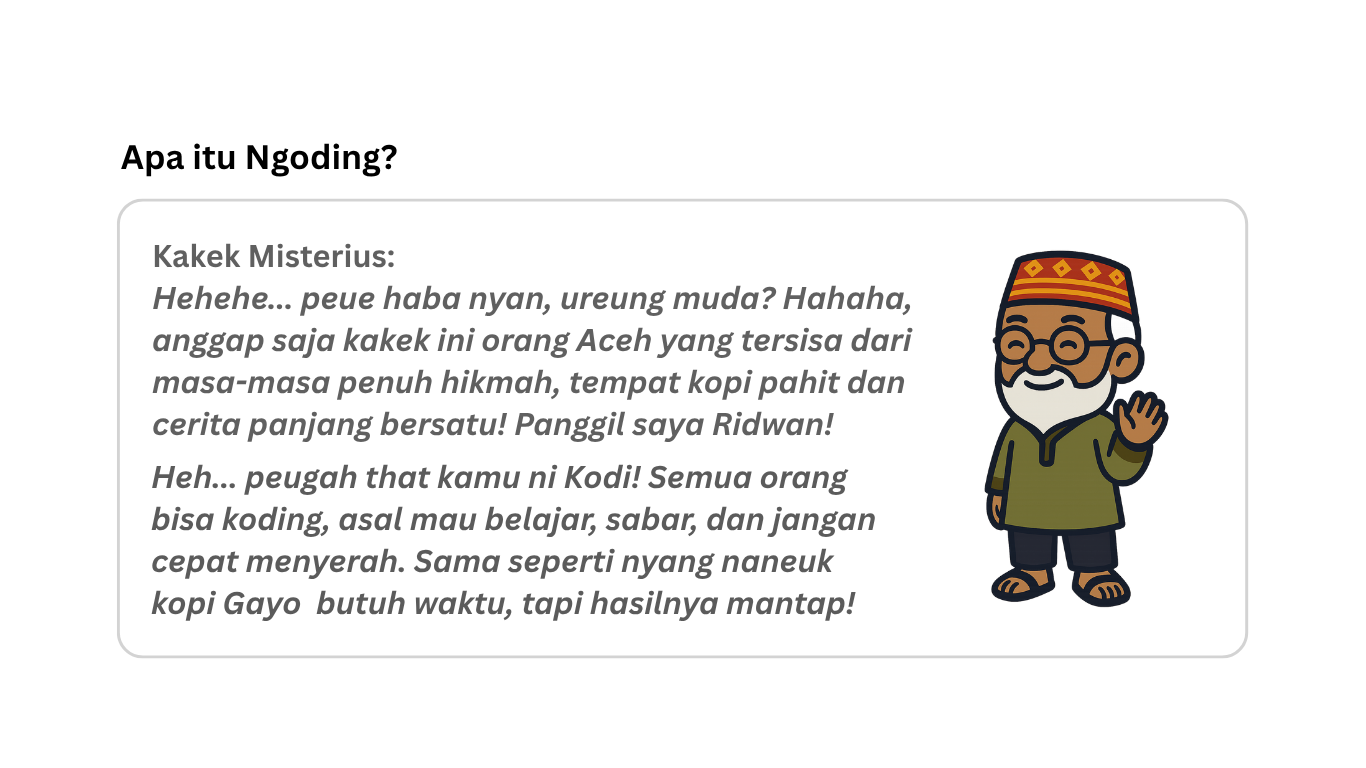 Apa itu Ngoding?
Kakek Misterius:
Hehehe... peue haba nyan, ureung muda? Hahaha,
anggap saja kakek ini orang Aceh yang tersisa dari
masa-masa penuh hikmah, tempat kopi pahit dan
cerita panjang bersatu! Panggil saya Ridwan!
Heh... peugah that kamu ni Kodi! Semua orang
bisa koding, asal mau belajar, sabar, dan jangan
cepat menyerah. Sama seperti nyang naneuk
kopi Gayo  butuh waktu, tapi hasilnya mantap!